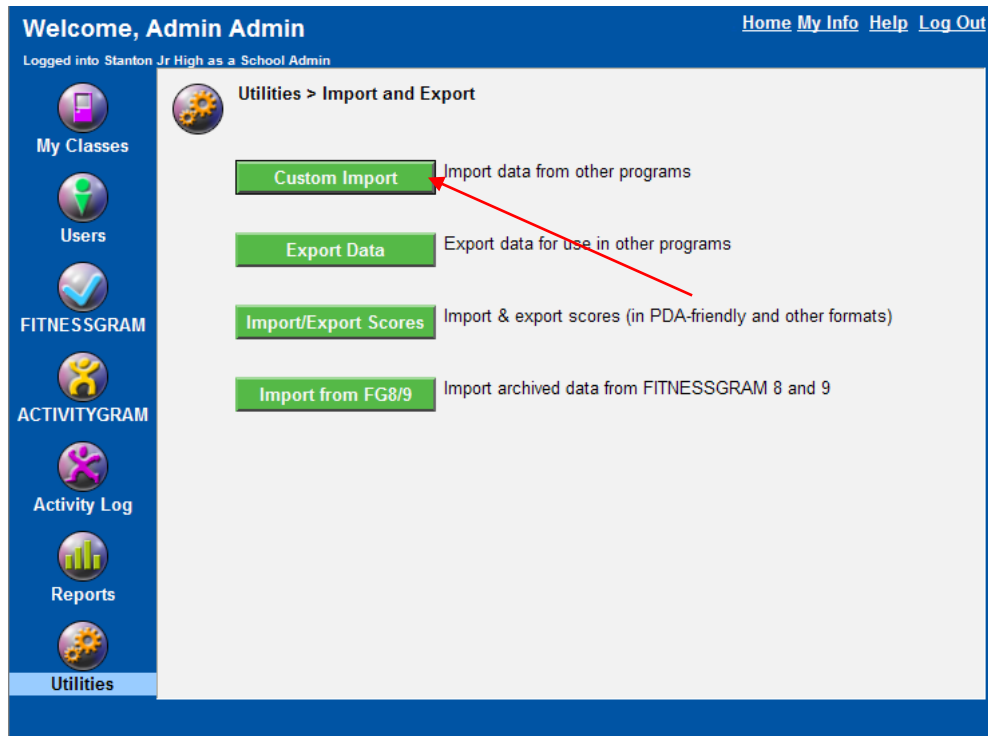 Welcome, Admin Admin
Home My Info Help Log Out
Logged into Stanton Jr High as a School Admin
Utilities > Import and Export
My Classes
Users
FITNESSGRAM
ACTIVITYGRAM
Activity Log
Reports
Utilities
Custom Import Import data from other programs
Export Data Export data for use in other programs
Import/Export Scores Import & export scores (in PDA-friendly and other formats)
Import from FG8/9 Import archived data from FITNESSGRAM 8 and 9